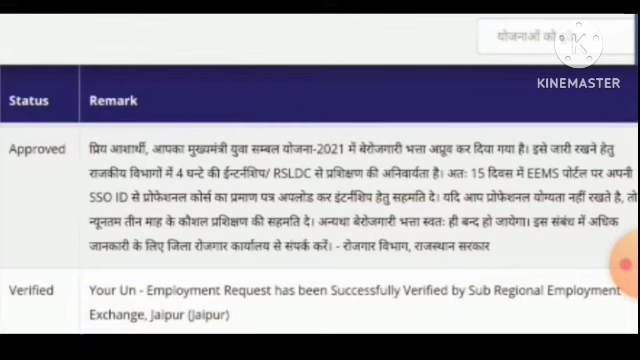 योजनाओं को
KINEMASTER
Status Remark
Approved प्रिय आशार्थी, आपका मुख्यमंत्री युवा सम्बल योजना-2021 में बेरोजगारी भत्ता अप्रूव कर दिया गया है। इसे जारी रखने हेतु
राजकीय विभागों में 4 घन्टे की ईन्टर्नशिप/ RSLDC से प्रशिक्षण की अनिवार्यता है। अतः 15 दिवस में EEMS पोर्टल पर अपनी
SSO ID से प्रोफेशनल कोर्स का प्रमाण पत्र अपलोड कर इंटर्नशिप हेतु सहमति दे। यदि आप प्रोफेशनल योग्यता नहीं रखते है, तो
न्यूनतम तीन माह के कौशल प्रशिक्षण की सहमति दे। अन्यथा बेरोजगारी भत्ता स्वतः ही बन्द हो जायेगा। इस संबंध में अधिक
जानकारी के लिए जिला रोजगार कार्यालय से संपर्क करें। - रोजगार विभाग, राजस्थान सरकार
Verified Your Un - Employment Request has been Successfully Verified by Sub Regional Employment
Exchange, Jaipur (Jaipur)